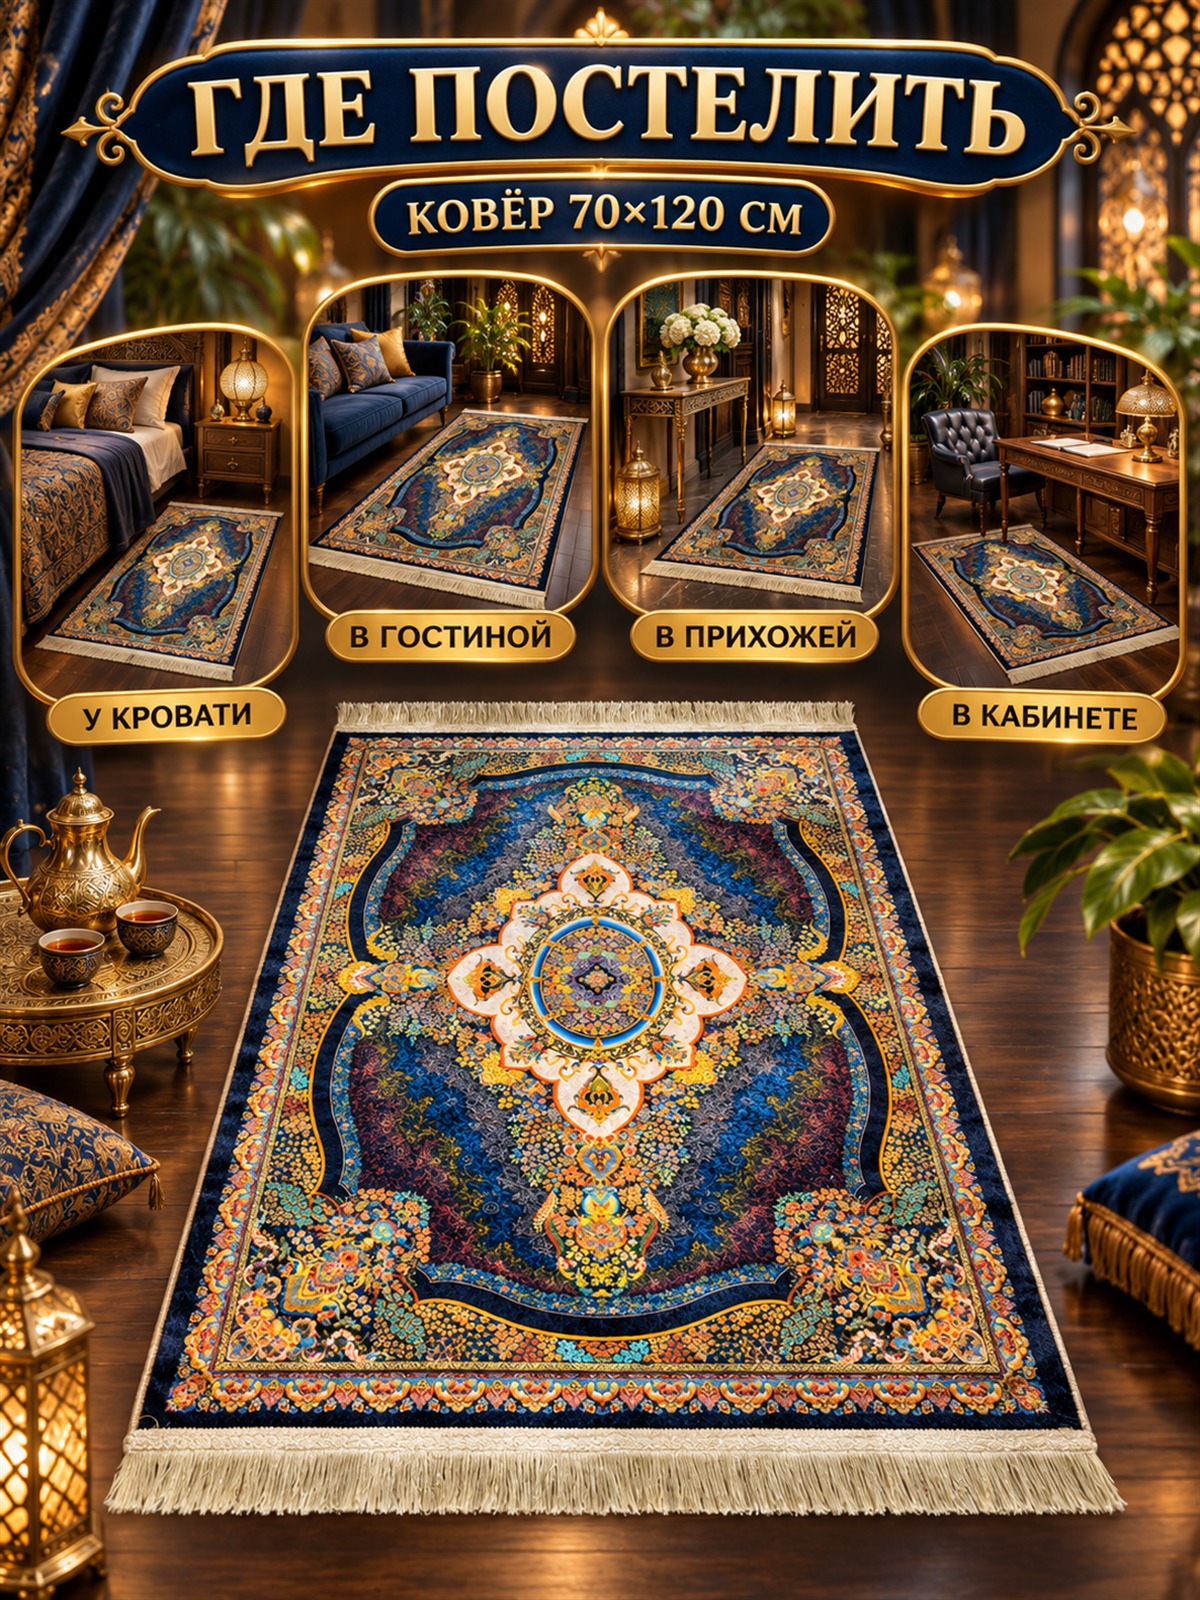 ГДЕ ПОСТЕЛИТЬ
КОВЁР 70×120 СМ
У КРОВАТИ
В ГОСТИНОЙ
В ПРИХОЖЕЙ
В КАБИНЕТЕ